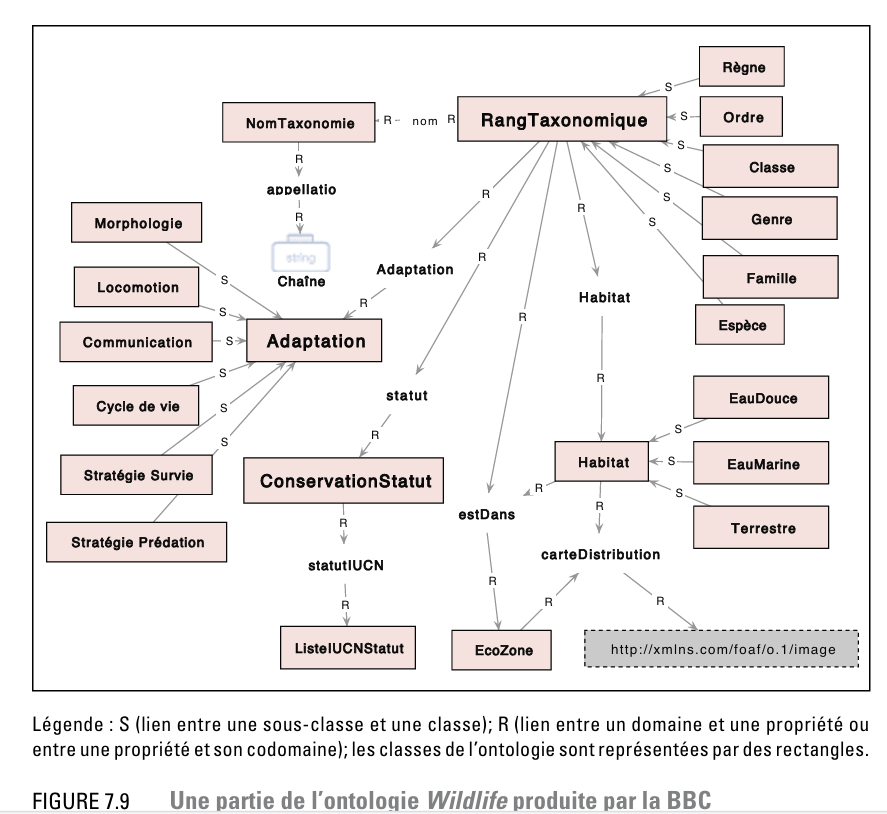 Règne
S
NomTaxonomie
R
nom
R
RangTaxonomique
S
Ordre
S
Classe
R
appellatio
R
string
Chaîne
R
Adaptation
R
R
statut
R
R
Habitat
R
R
S
Genre
S
Famille
S
Espèce
Morphologie
S
Locomotion
S
Communication
S
Adaptation
Cycle de vie
S
Stratégie Survie
S
Stratégie Prédation
S
ConservationStatut
R
statutIUCN
R
ListeIUCNStatut
Habitat
S
EauDouce
S
EauMarine
S
Terrestre
R
estDans
R
EcoZone
R
carteDistribution
R
R
http://xmlns.com/foaf/o.1/image
Légende : S (lien entre une sous-classe et une classe); R (lien entre un domaine et une propriété ou
entre une propriété et son codomaine); les classes de l'ontologie sont représentées par des rectangles.
FIGURE 7.9 Une partie de l'ontologie Wildlife produite par la BBC